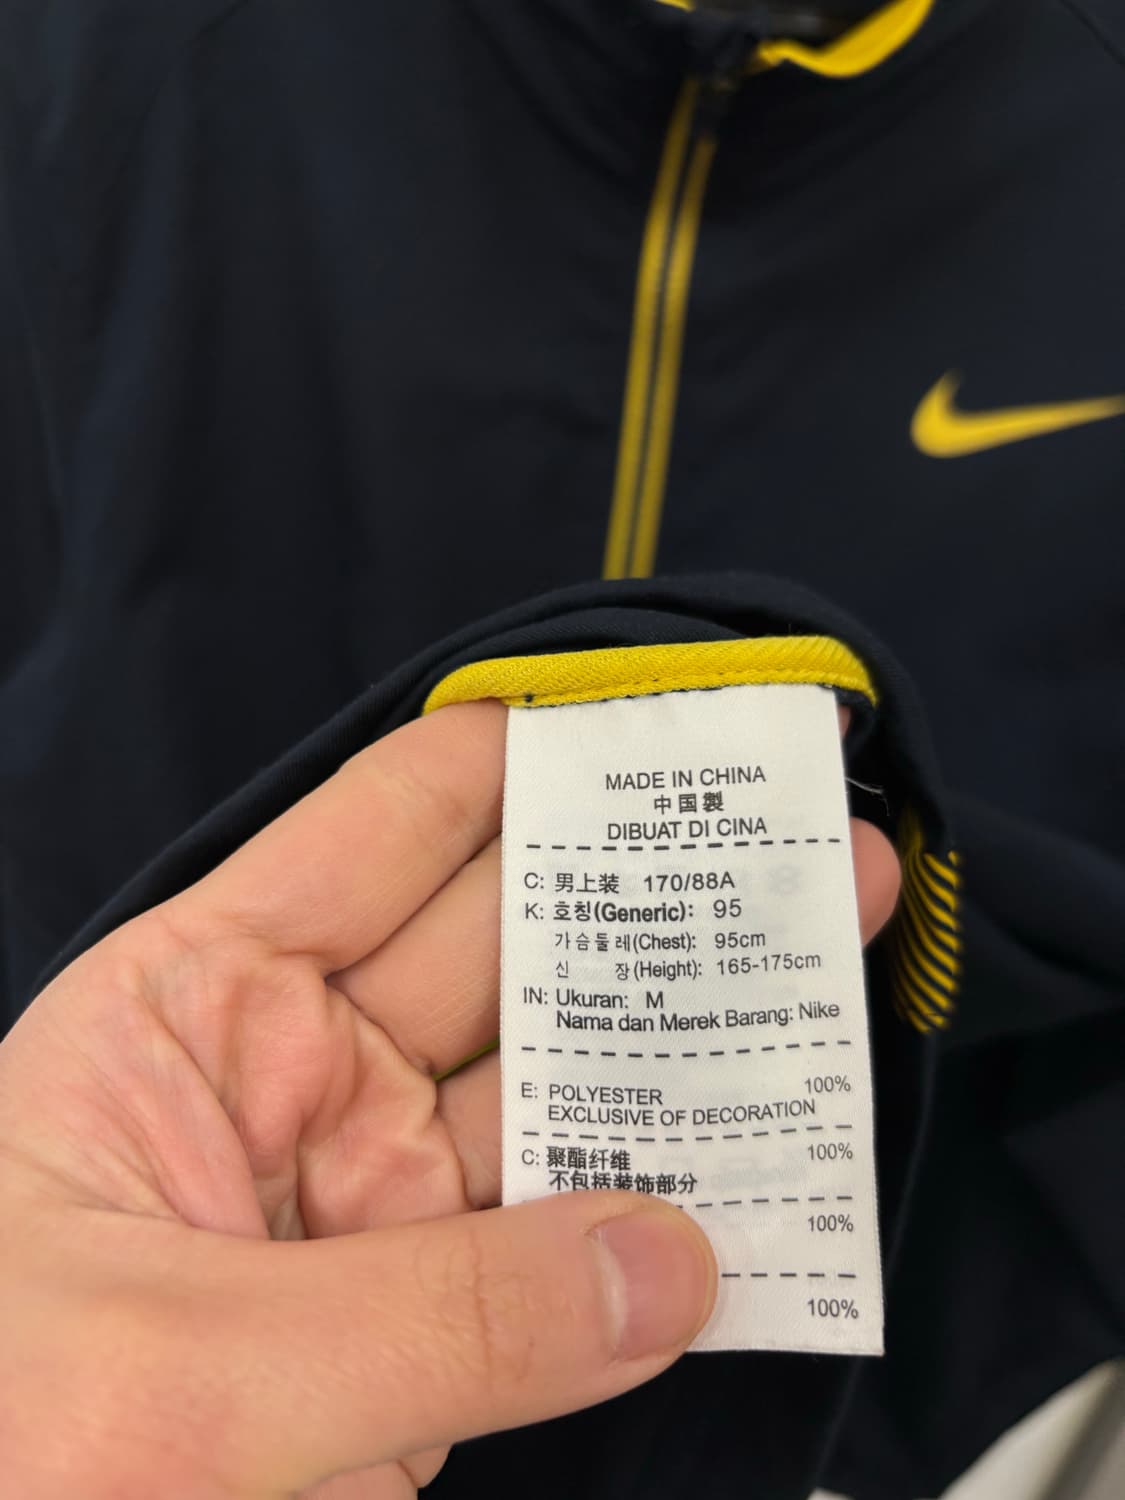 MADE IN CHINA
中国製
DIBUAT DI CINA
C: 男上装 170/88A
K: 호칭(Generic): 95
가슴둘레(Chest): 95cm
신 장(Height): 165-175cm
IN: Ukuran: M
Nama dan Merek Barang: Nike
E: POLYESTER 100%
EXCLUSIVE OF DECORATION
C: 聚酯纤维 100%
不包括装饰部分
100%
100%